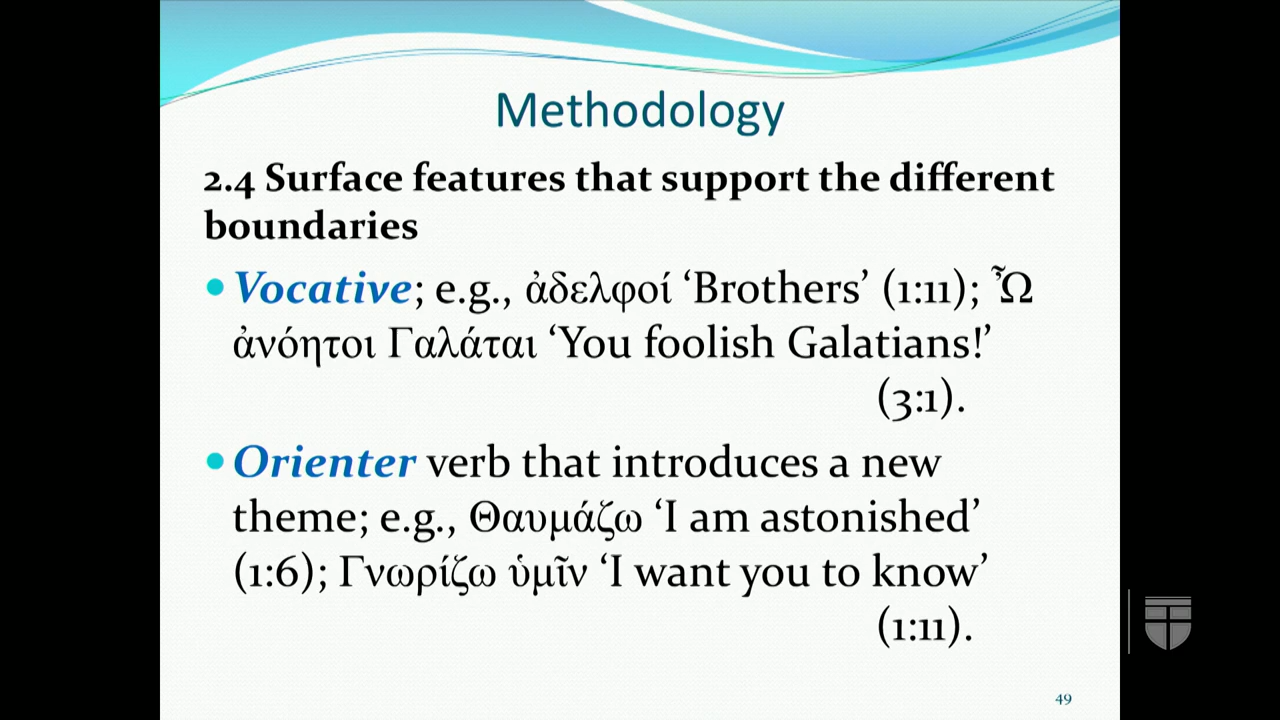 Methodology
2.4 Surface features that support the different
boundaries
Vocative; e.g., ἀδελφοί ‘Brothers’ (1:11); Ὦ
ἀνόητοι Γαλάται ‘You foolish Galatians!’
(3:1).
Orienter verb that introduces a new
theme; e.g., Θαυμάζω ‘I am astonished’
(1:6); Γνωρίζω ὑμῖν ‘I want you to know’
(1:11).
49